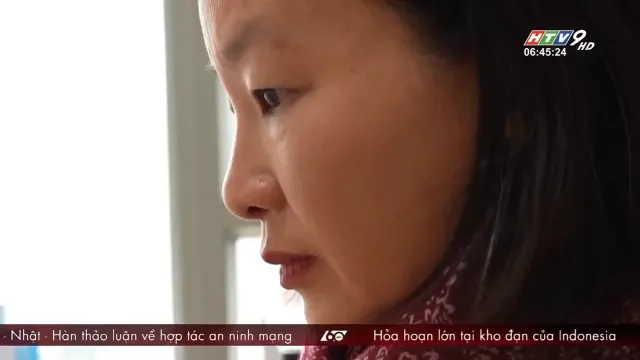 HTV9 HD
06:45:24
- Nhật - Hàn thảo luận về hợp tác an ninh mạng
60
Hỏa hoạn lớn tại kho đạn của Indonesia